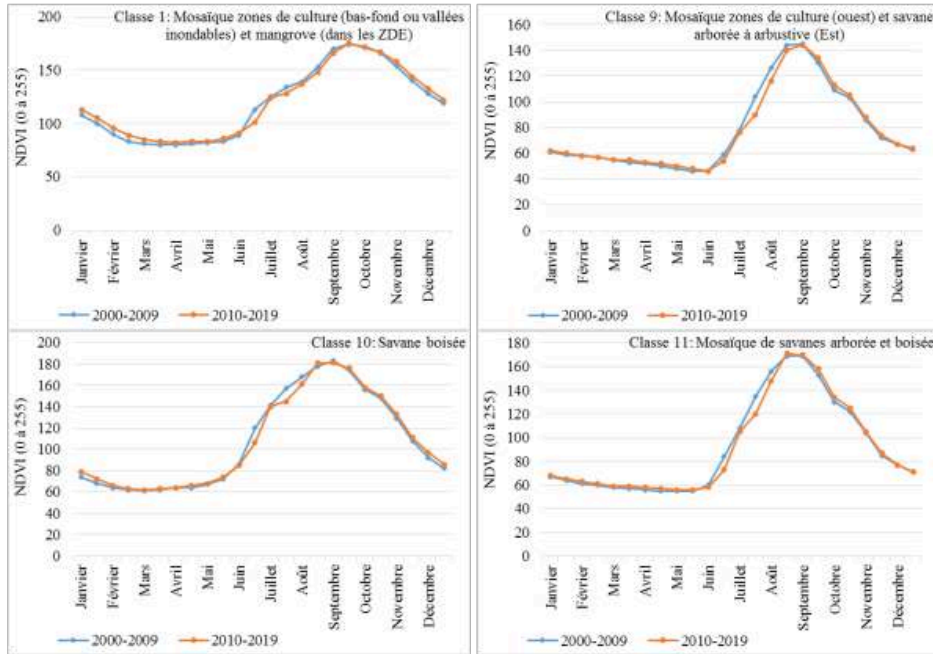 Classe 1: Mosaïque zones de culture (bas-fond ou vallées
inondables) et mangrove (dans les ZDE)
NDVI (0 à 255)
200
150
100
50
0
Janvier
Février
Mars
Avril
Mai
Juin
Juillet
Août
Septembre
Octobre
Novembre
Décembre
2000-2009
2010-2019
Classe 9: Mosaïque zones de culture (ouest) et savane
arborée à arbustive (Est)
NDVI (0 à 255)
160
140
120
100
80
60
40
20
0
Janvier
Février
Mars
Avril
Mai
Juin
Juillet
Août
Septembre
Octobre
Novembre
Décembre
2000-2009
2010-2019
Classe 10: Savane boisée
NDVI (0 à 255)
200
180
160
140
120
100
80
60
40
20
0
Janvier
Février
Mars
Avril
Mai
Juin
Juillet
Août
Septembre
Octobre
Novembre
Décembre
2000-2009
2010-2019
Classe 11: Mosaïque de savanes arborée et boisée
NDVI (0 à 255)
180
160
140
120
100
80
60
40
20
0
Janvier
Février
Mars
Avril
Mai
Juin
Juillet
Août
Septembre
Octobre
Novembre
Décembre
2000-2009
2010-2019